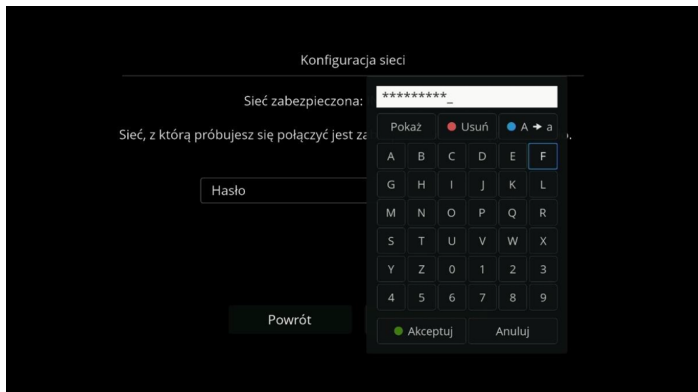 Konfiguracja sieci
Sieć zabezpieczona:
*********_
Pokaż Usuń A → a
Sieć, z którą próbujesz się połączyć jest
A B C D E F
Hasło
G H I J K L
M N O P Q R
S T U V W X
Y Z 0 1 2 3
4 5 6 7 8 9
Powrót
Akceptuj Anuluj